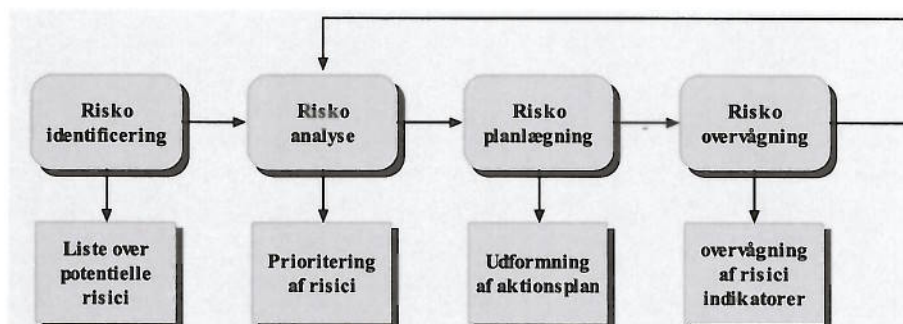 Risko
identificering
Risko
analyse
Risko
planlægning
Risko
overvågning
Liste over
potentielle
risici
Prioritering
af risici
Udformning
af aktionsplan
overvågning
af risici
indikatorer